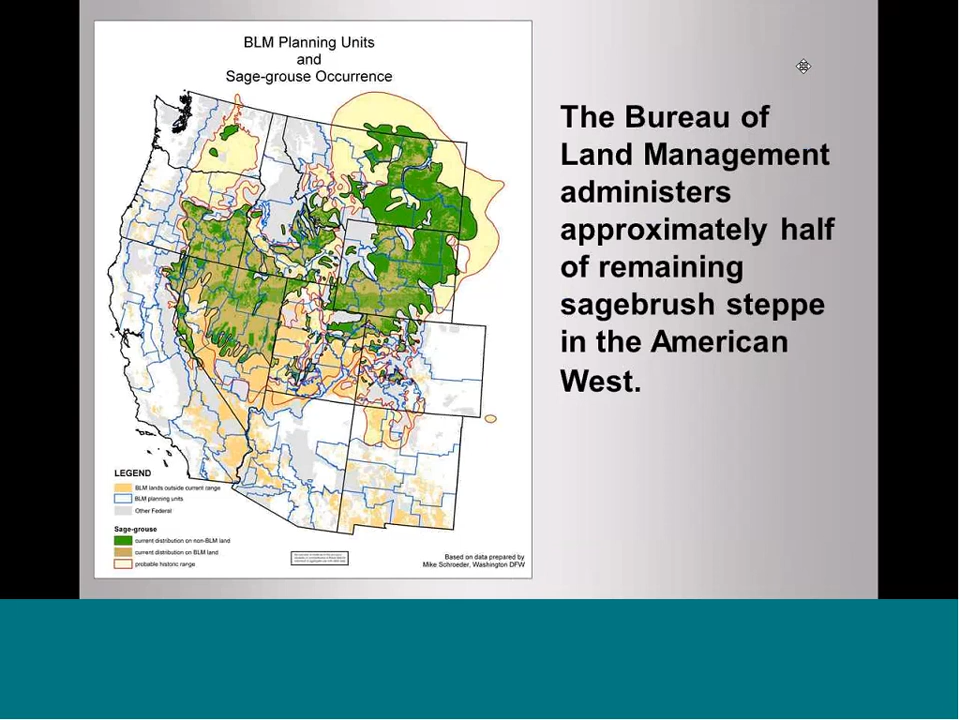 BLM Planning Units
and
Sage-grouse Occurrence
The Bureau of
Land Management
administers
approximately half
of remaining
sagebrush steppe
in the American
West.
LEGEND
BLM lands outside current range
BLM planning units
Other Federal
Sage-grouse
current distribution on non-BLM land
current distribution on BLM land
probable historic range
Based on data prepared by
Mike Schroeder, Washington DFW